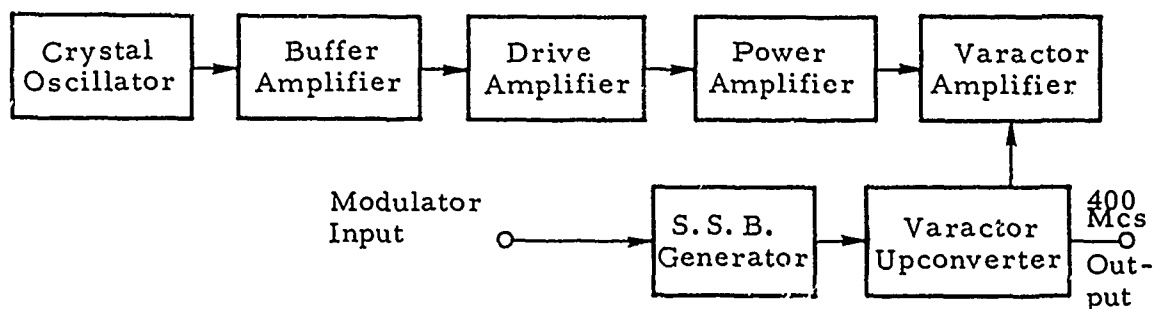 Crystal
Oscillator
Buffer
Amplifier
Drive
Amplifier
Power
Amplifier
Varactor
Amplifier
Modulator
Input
S. S. B.
Generator
Varactor
Upconverter
400
Mcs
Out-
put